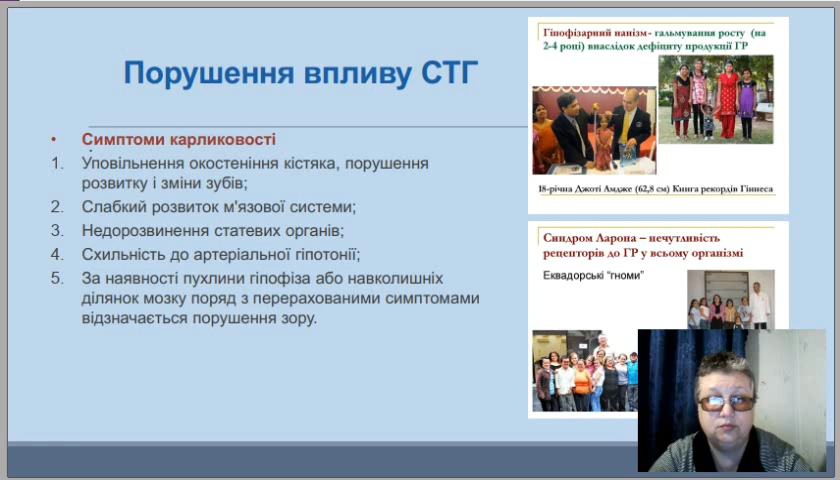 Порушення впливу СТГ
• Симптоми карликовості
1. Уповільнення окостеніння кістяка, порушення
розвитку і зміни зубів;
2. Слабкий розвиток м'язової системи;
3. Недорозвинення статевих органів;
4. Схильність до артеріальної гіпотонії;
5. За наявності пухлини гіпофіза або навколишніх
ділянок мозку поряд з перерахованими симптомами
відзначається порушення зору.
Гіпофізарний нанізм - гальмування росту (на
2-4 році) внаслідок дефіциту продукції ГР
18-річна Джоті Амдже (62,8 см) Книга рекордів Гіннеса
Синдром Ларона – нечутливість
рецепторів до ГР у всьому організмі
Еквадорські “гноми”